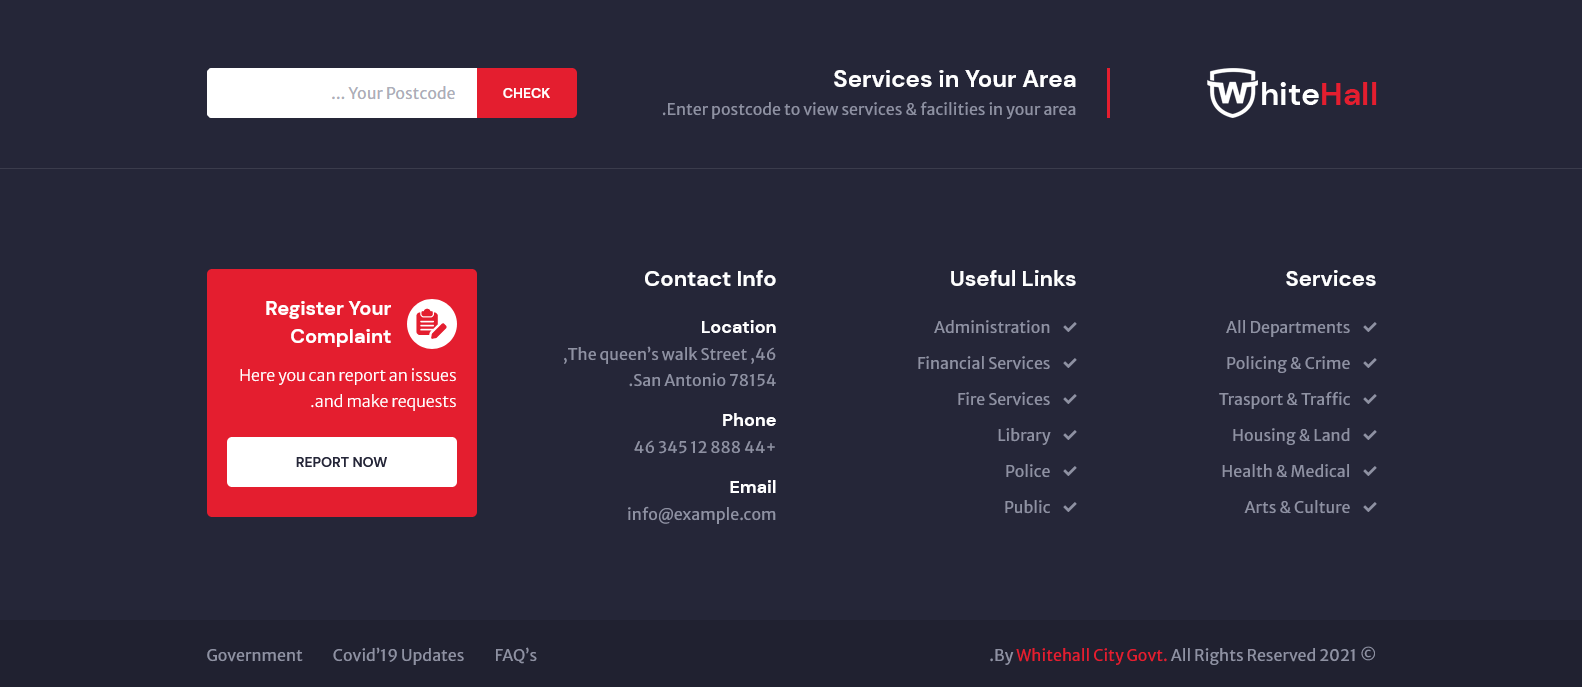 WhiteHall
Services in Your Area
.Enter postcode to view services & facilities in your area
... Your Postcode
CHECK
Services
All Departments
Policing & Crime
Trasport & Traffic
Housing & Land
Health & Medical
Arts & Culture
Useful Links
Administration
Financial Services
Fire Services
Library
Police
Public
Contact Info
Location
,The queen’s walk Street ,46
.San Antonio 78154
Phone
46 345 12 888 44+
Email
info@example.com
Register Your
Complaint
Here you can report an issues
.and make requests
REPORT NOW
.By Whitehall City Govt. All Rights Reserved 2021 ©
Government
Covid’19 Updates
FAQ’s